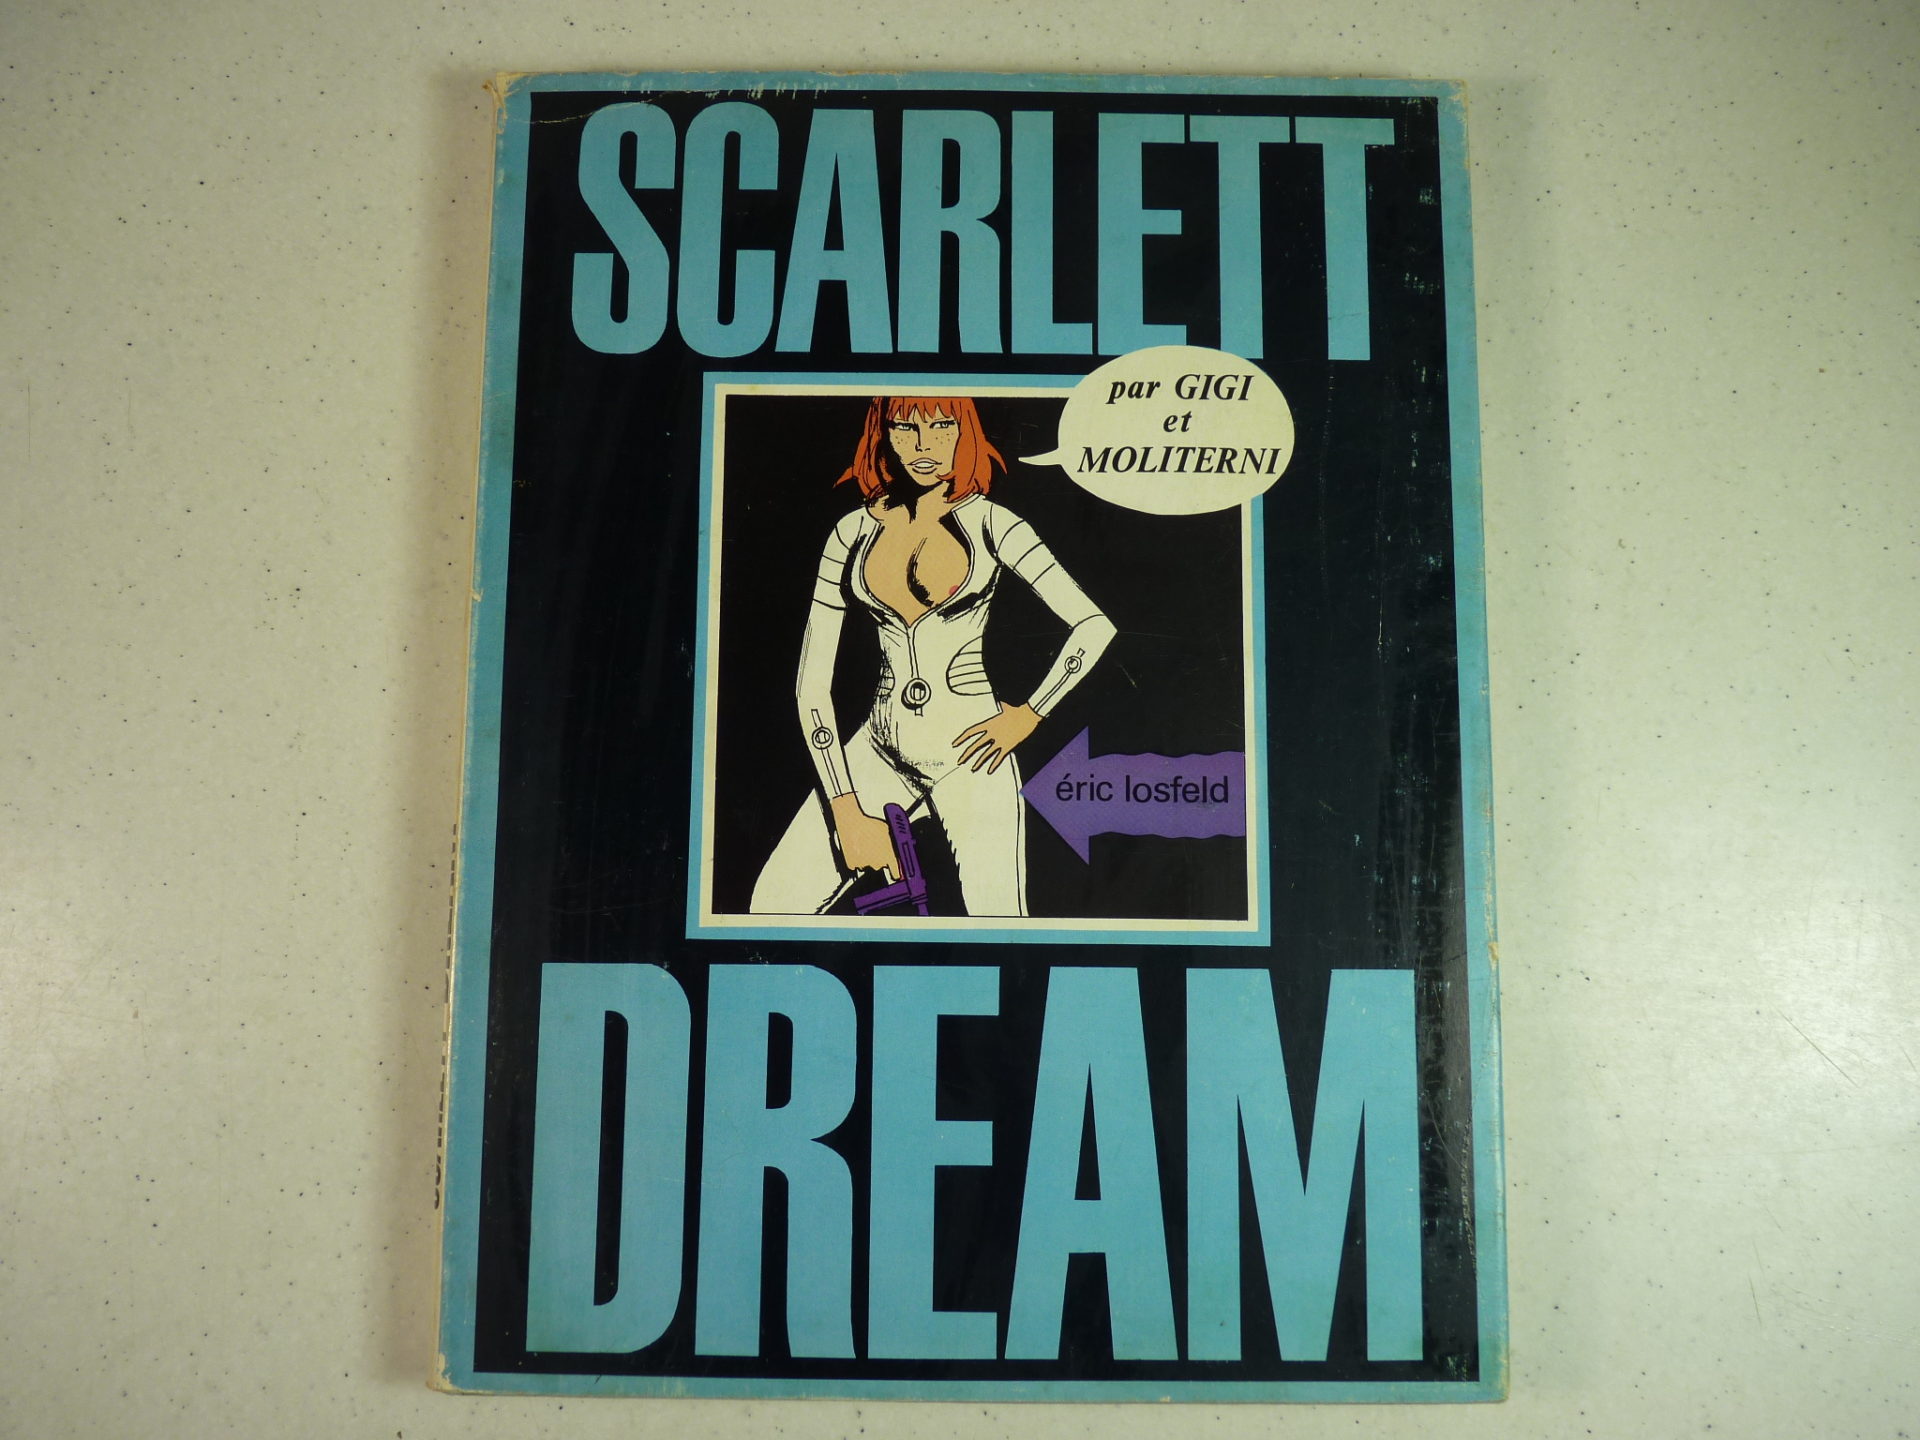 SCARLETT
par GIGI
et
MOLITERNI
éric losfeld
DREAM